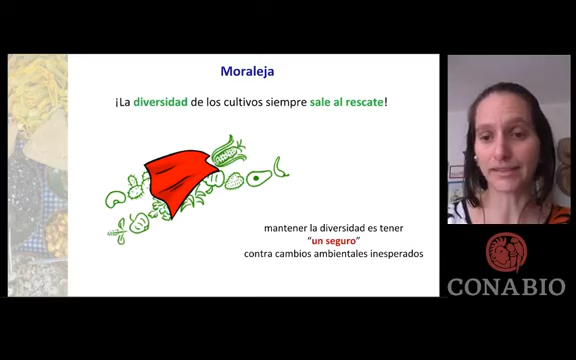 Moraleja
¡La diversidad de los cultivos siempre sale al rescate!
mantener la diversidad es tener
“un seguro”
contra cambios ambientales inesperados
CONABIO